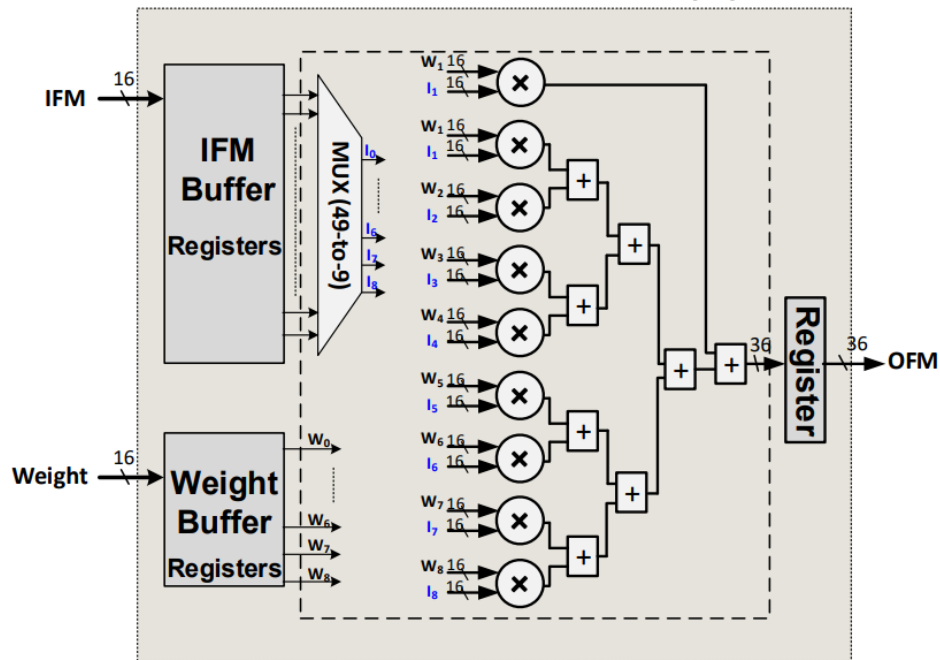 16
IFM
IFM
Buffer
Registers
MUX (49-to-9)
I₀
I₆
I₇
I₈
16
Weight
Weight
Buffer
Registers
W₀
W₆
W₇
W₈
W₁ 16
I₁ 16
×
W₁ 16
I₁ 16
×
W₂ 16
I₂ 16
×
W₃ 16
I₃ 16
×
W₄ 16
I₄ 16
×
W₅ 16
I₅ 16
×
W₆ 16
I₆ 16
×
W₇ 16
I₇ 16
×
W₈ 16
I₈ 16
×
+
+
+
+
+
+
+
+
36
Register
36
OFM